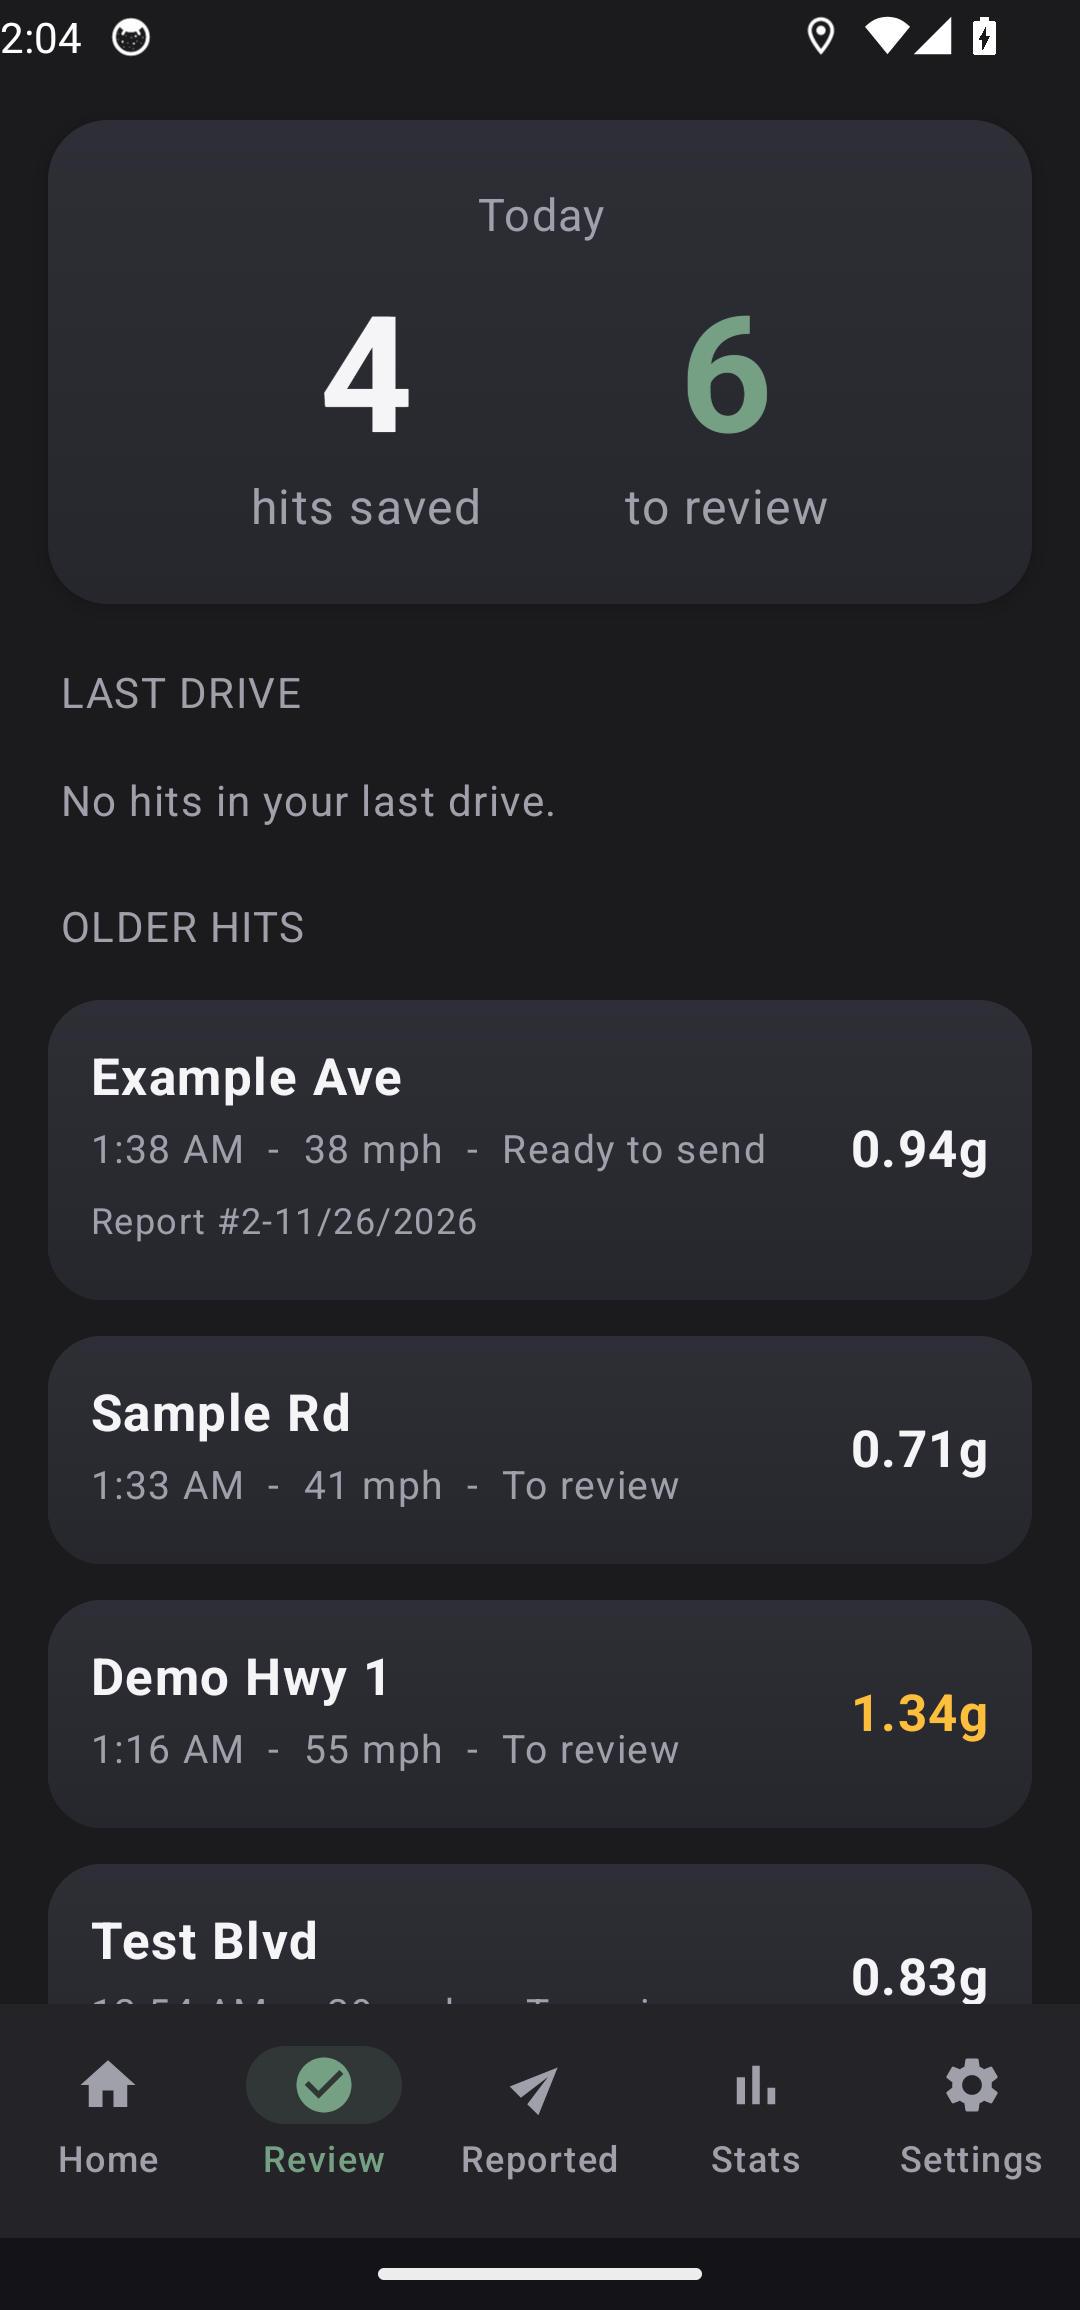 2:04
Today
4 6
hits saved to review
LAST DRIVE
No hits in your last drive.
OLDER HITS
Example Ave
1:38 AM - 38 mph - Ready to send
0.94g
Report #2-11/26/2026
Sample Rd
0.71g
1:33 AM - 41 mph - To review
Demo Hwy 1
1.34g
1:16 AM - 55 mph - To review
Test Blvd
0.83g
Home Review Reported Stats Settings